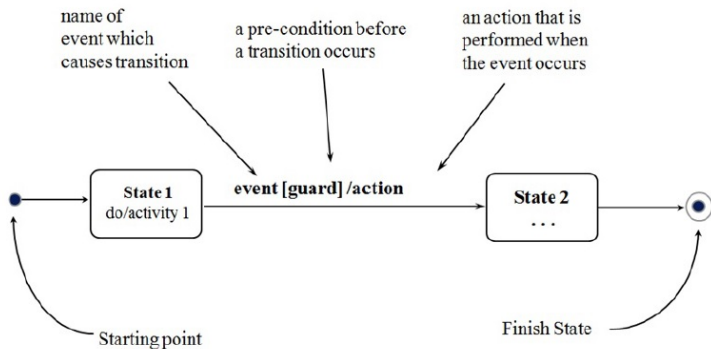 name of
event which
causes transition
a pre-condition before
a transition occurs
an action that is
performed when
the event occurs
event [guard] /action
State 1
do/activity 1
State 2
...
Starting point
Finish State